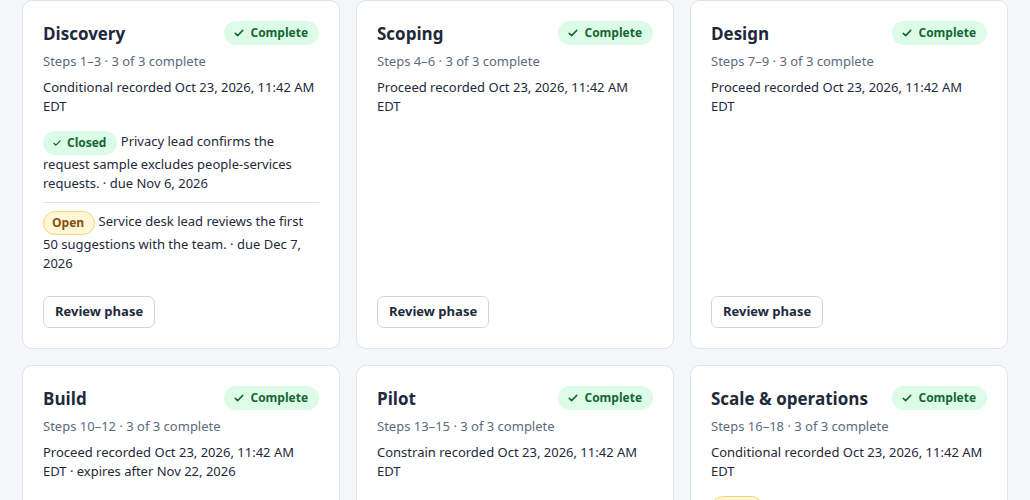 Discovery
Complete
Steps 1–3 · 3 of 3 complete
Conditional recorded Oct 23, 2026, 11:42 AM
EDT
Closed Privacy lead confirms the
request sample excludes people-services
requests. · due Nov 6, 2026
Open Service desk lead reviews the first
50 suggestions with the team. · due Dec 7,
2026
Review phase
Scoping
Complete
Steps 4–6 · 3 of 3 complete
Proceed recorded Oct 23, 2026, 11:42 AM
EDT
Review phase
Design
Complete
Steps 7–9 · 3 of 3 complete
Proceed recorded Oct 23, 2026, 11:42 AM
EDT
Review phase
Build
Complete
Steps 10–12 · 3 of 3 complete
Proceed recorded Oct 23, 2026, 11:42 AM
EDT · expires after Nov 22, 2026
Pilot
Complete
Steps 13–15 · 3 of 3 complete
Constrain recorded Oct 23, 2026, 11:42 AM
EDT
Scale & operations
Complete
Steps 16–18 · 3 of 3 complete
Conditional recorded Oct 23, 2026, 11:42 AM
EDT